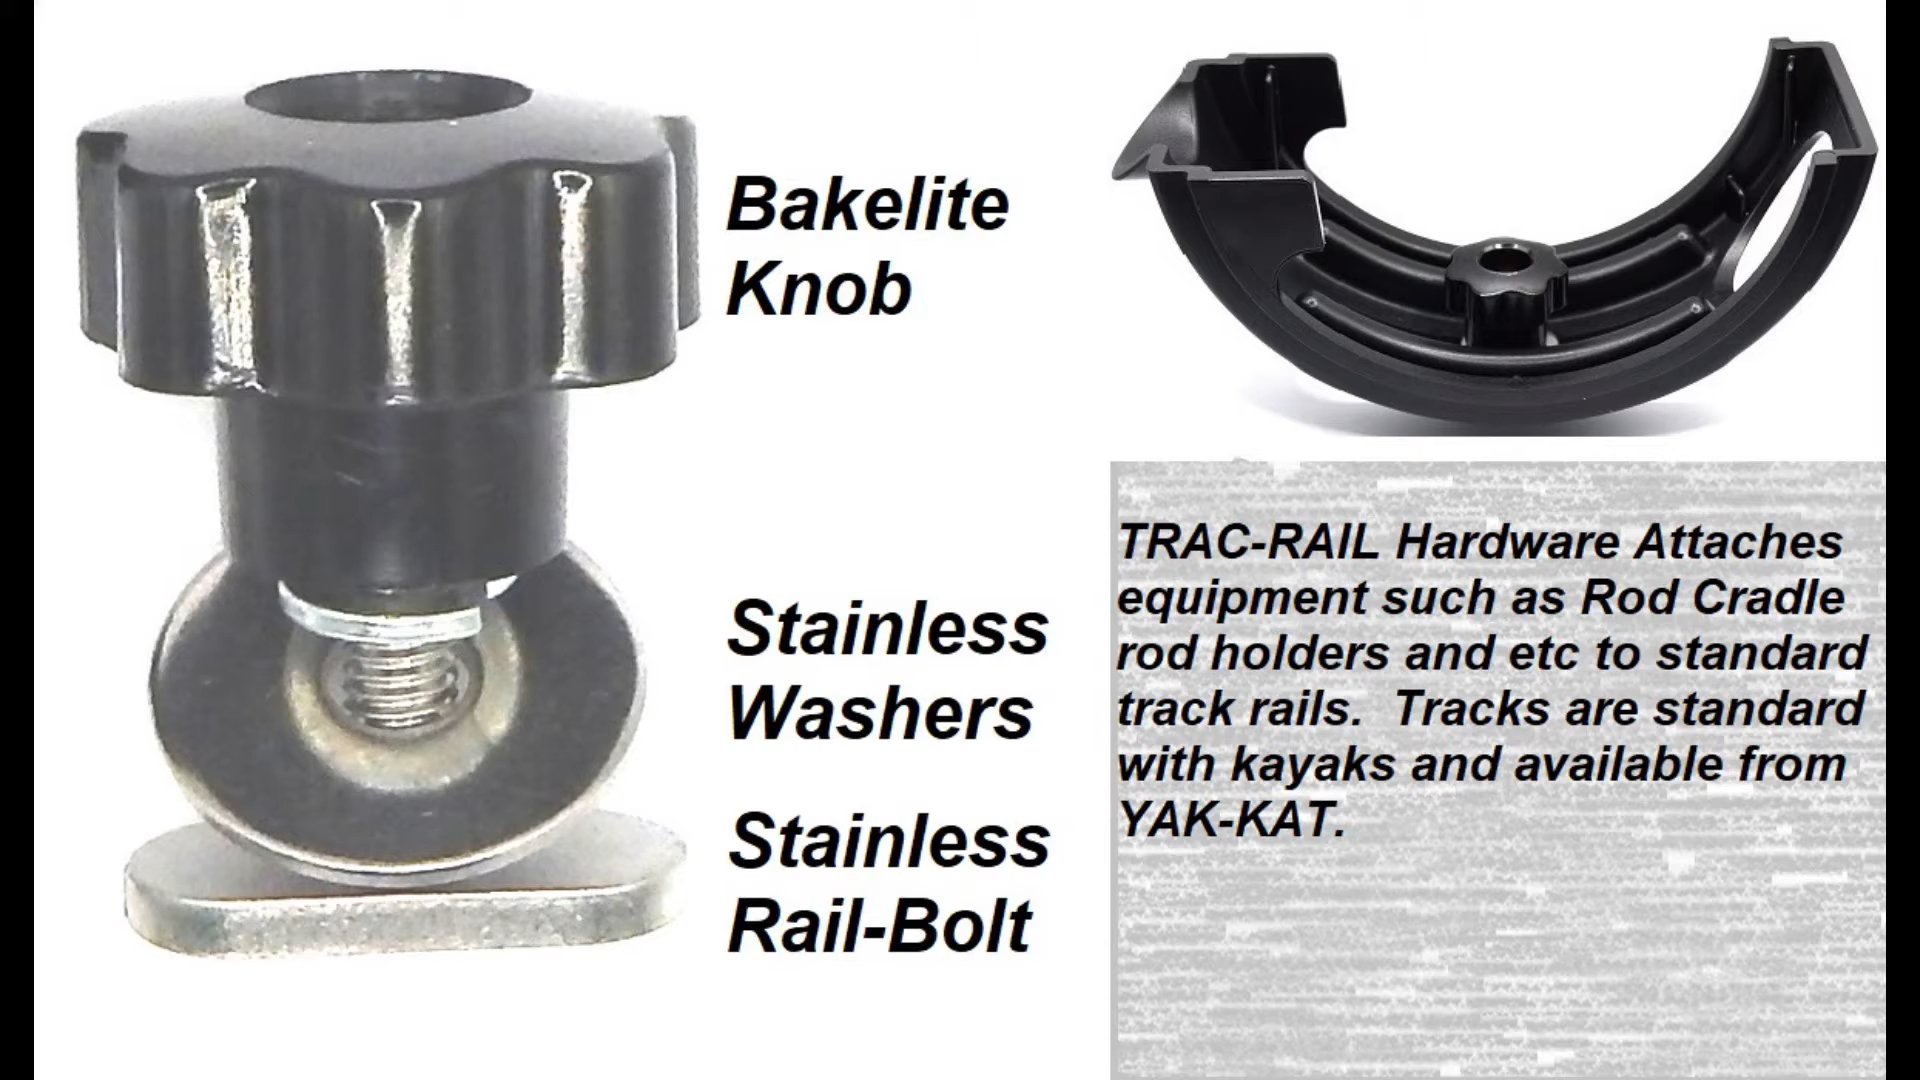 Bakelite
Knob
Stainless
Washers
Stainless
Rail-Bolt
TRAC-RAIL Hardware Attaches
equipment such as Rod Cradle
rod holders and etc to standard
track rails.  Tracks are standard
with kayaks and available from
YAK-KAT.